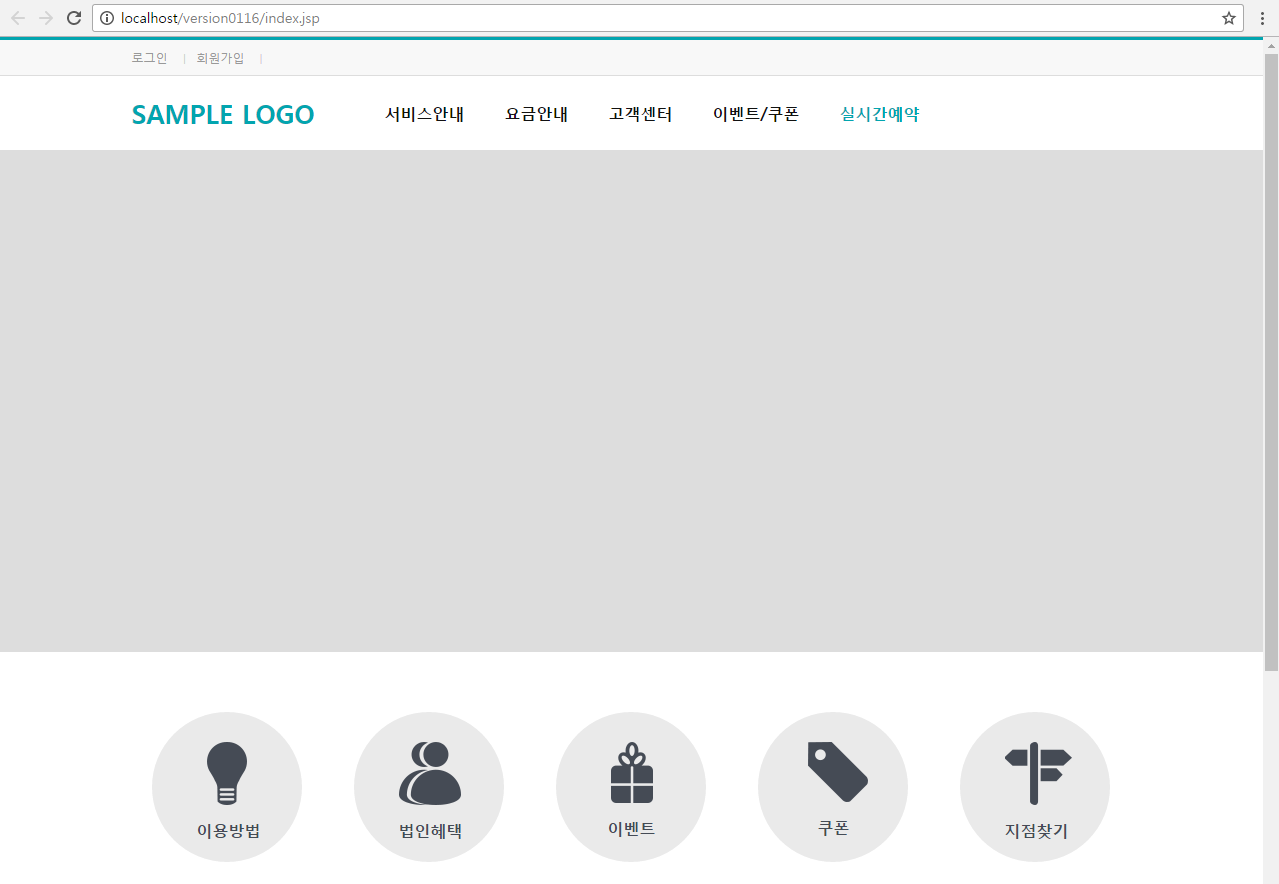 localhost/version0116/index.jsp
로그인 | 회원가입 |
SAMPLE LOGO 서비스안내 요금안내 고객센터 이벤트/쿠폰 실시간예약
이용방법 법인혜택 이벤트 쿠폰 지점찾기